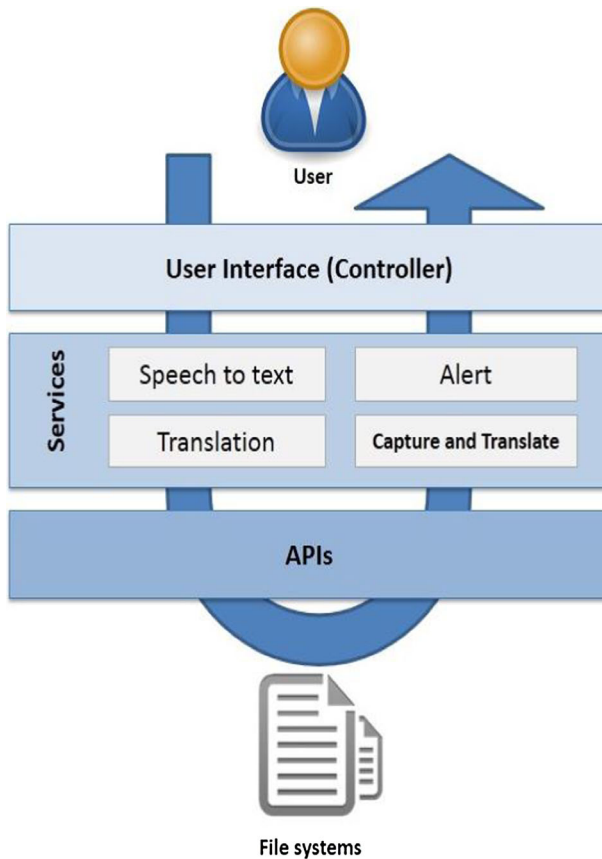 User
User Interface (Controller)
Services
Speech to text
Alert
Translation
Capture and Translate
APIs
File systems